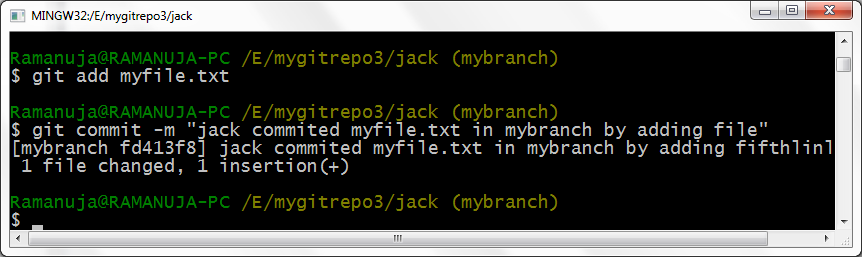 MINGW32:/E/mygitrepo3/jack
Ramanuja@RAMANUJA-PC /E/mygitrepo3/jack (mybranch)
$ git add myfile.txt
Ramanuja@RAMANUJA-PC /E/mygitrepo3/jack (mybranch)
$ git commit -m "jack commited myfile.txt in mybranch by adding file"
[mybranch fd413f8] jack commited myfile.txt in mybranch by adding fifthlinl
1 file changed, 1 insertion(+)
Ramanuja@RAMANUJA-PC /E/mygitrepo3/jack (mybranch)
$